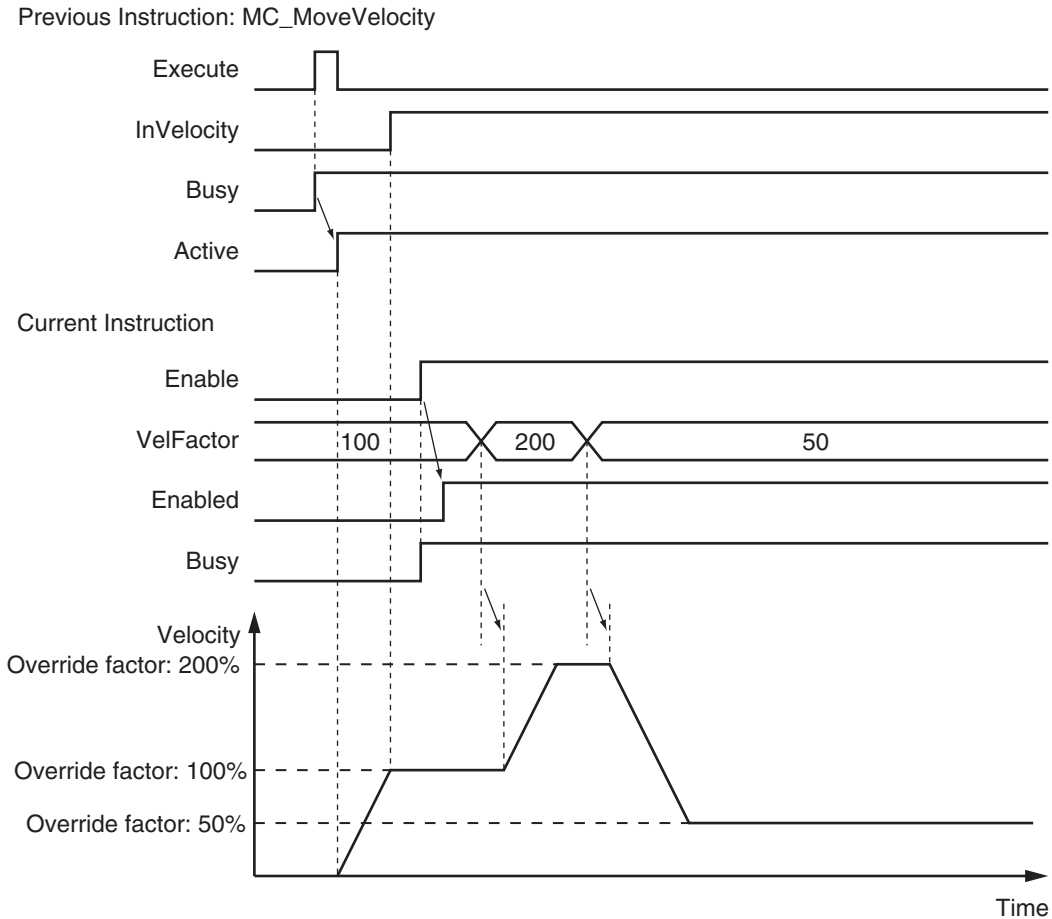 Previous Instruction: MC_MoveVelocity
Execute
InVelocity
Busy
Active
Current Instruction
Enable
VelFactor 100 200 50
Enabled
Busy
Velocity
Override factor: 200%
Override factor: 100%
Override factor: 50%
Time